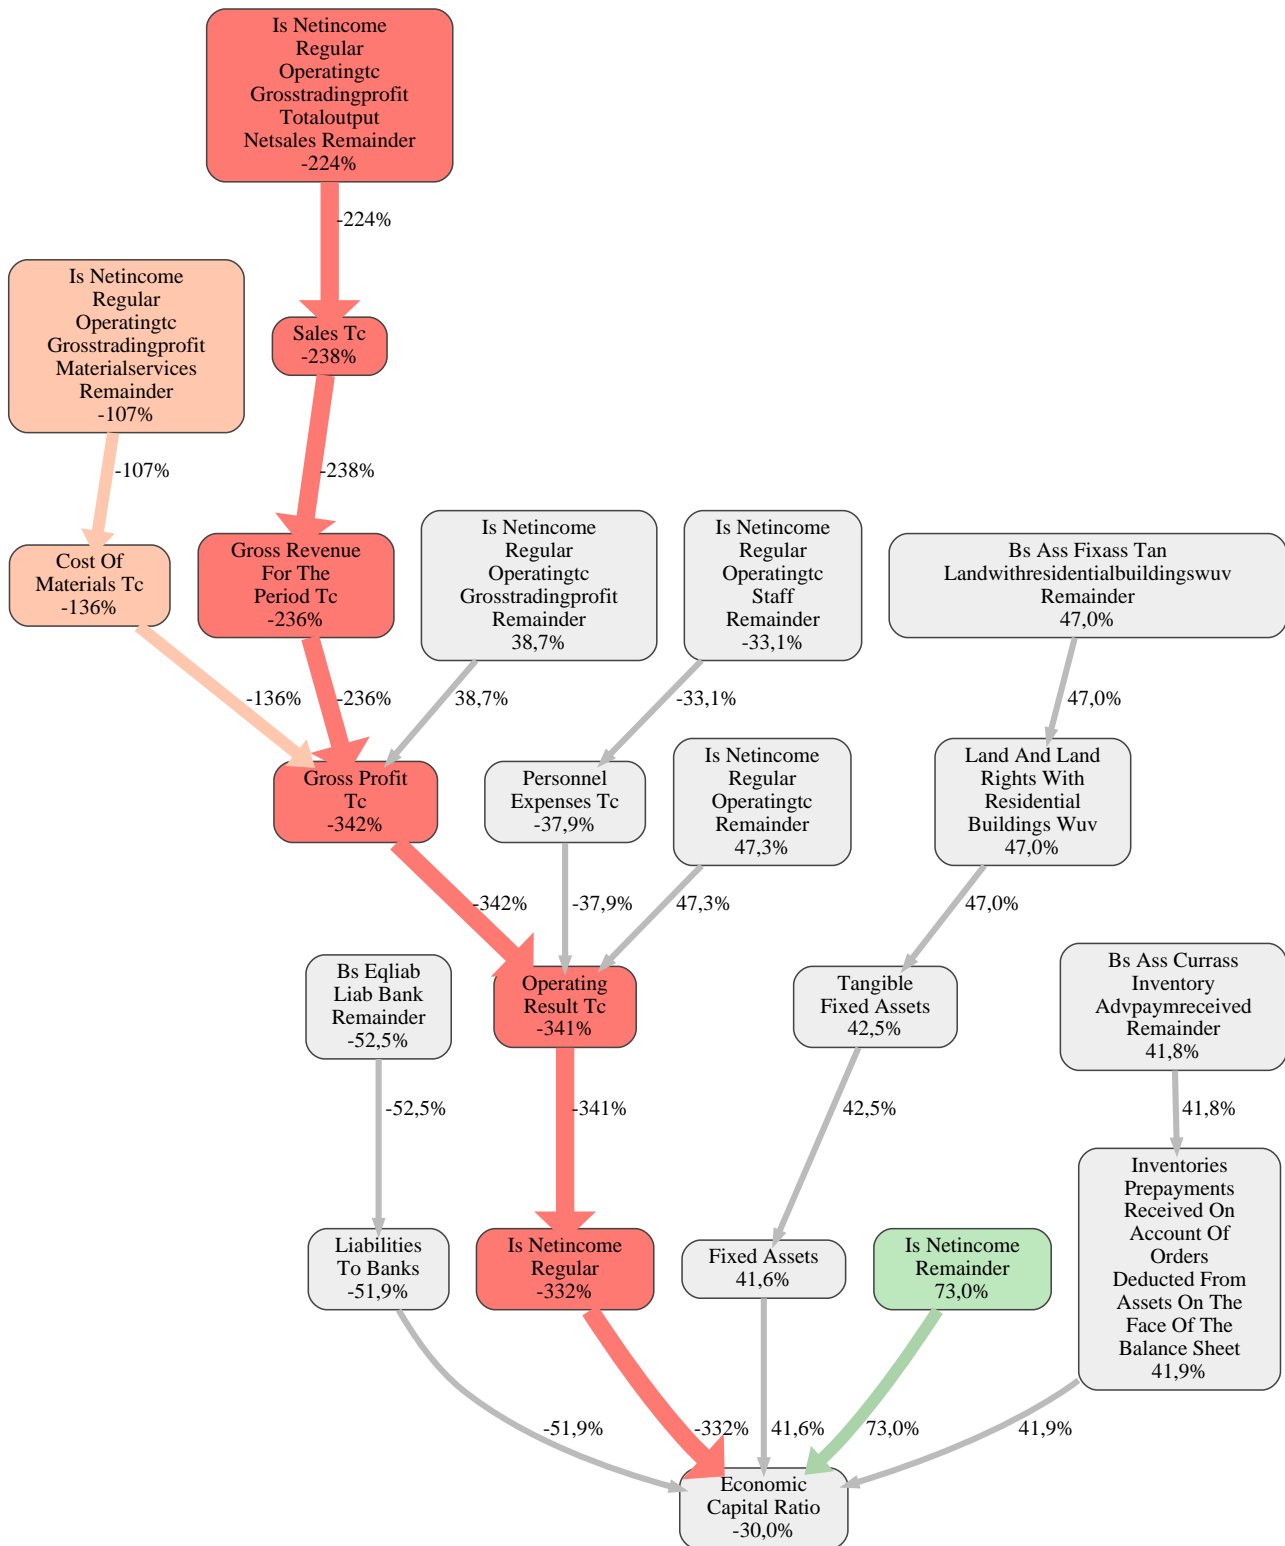 Is Netincome
Regular
Operatingtc
Grosstradingprofit
Totaloutput
Netsales Remainder
-224%
-224%
Is Netincome
Regular
Operatingtc
Grosstradingprofit
Materialservices
Remainder
-107%
Sales Tc
-238%
-107%
-238%
Cost Of
Materials Tc
-136%
Gross Revenue
For The
Period Tc
-236%
Is Netincome
Regular
Operatingtc
Grosstradingprofit
Remainder
38,7%
Is Netincome
Regular
Operatingtc
Staff
Remainder
-33,1%
Bs Ass Fixass Tan
Landwithresidentialbuildingswuv
Remainder
47,0%
-136%
-236%
38,7%
-33,1%
47,0%
Gross Profit
Tc
-342%
Personnel
Expenses Tc
-37,9%
Is Netincome
Regular
Operatingtc
Remainder
47,3%
Land And Land
Rights With
Residential
Buildings Wuv
47,0%
-342%
-37,9%
47,3%
47,0%
Bs Eqliab
Liab Bank
Remainder
-52,5%
Operating
Result Tc
-341%
Tangible
Fixed Assets
42,5%
Bs Ass Currass
Inventory
Advpaymreceived
Remainder
41,8%
-52,5%
-341%
42,5%
41,8%
Liabilities
To Banks
-51,9%
Is Netincome
Regular
-332%
Fixed Assets
41,6%
Is Netincome
Remainder
73,0%
Inventories
Prepayments
Received On
Account Of
Orders
Deducted From
Assets On The
Face Of The
Balance Sheet
41,9%
-51,9%
-332%
41,6%
73,0%
41,9%
Economic
Capital Ratio
-30,0%